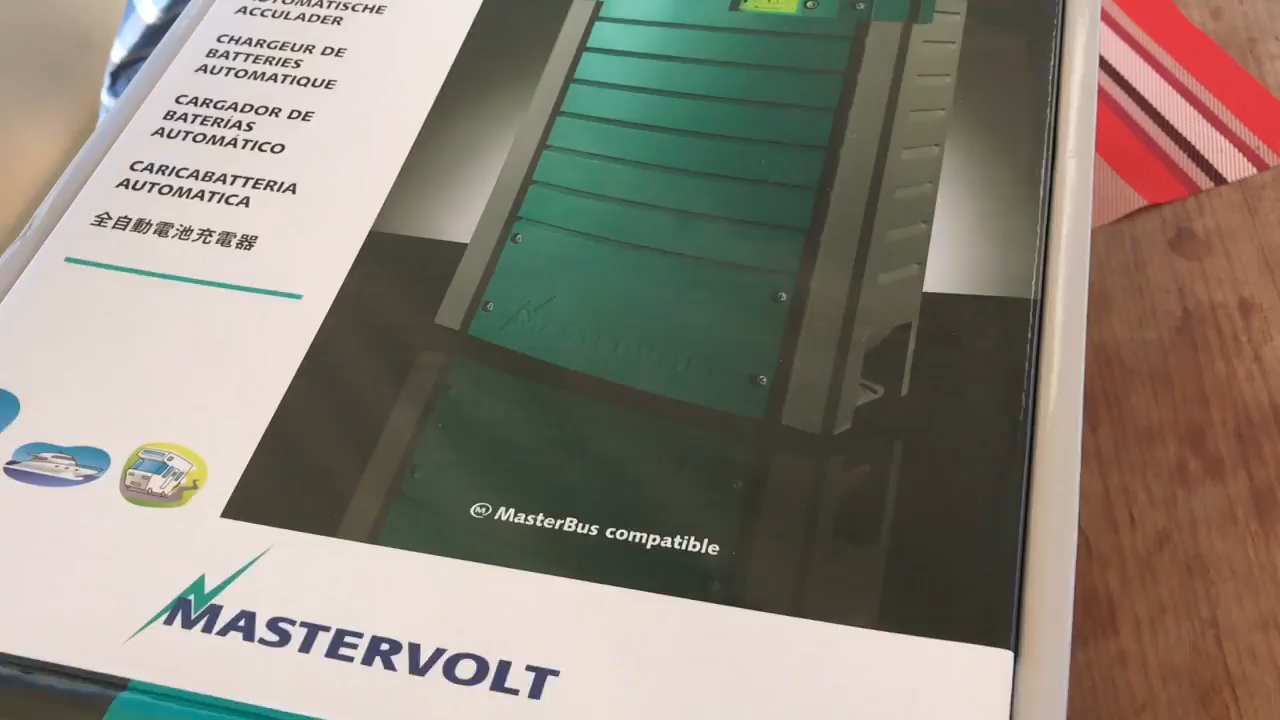 AUTOMATISCHE
ACCULADER
CHARGEUR DE
BATTERIES
AUTOMATIQUE
CARGADOR DE
BATERÍAS
AUTOMÁTICO
CARICABATTERIA
AUTOMATICA
全自動電池充電器
MASTERVOLT
MasterBus compatible
MASTERVOLT